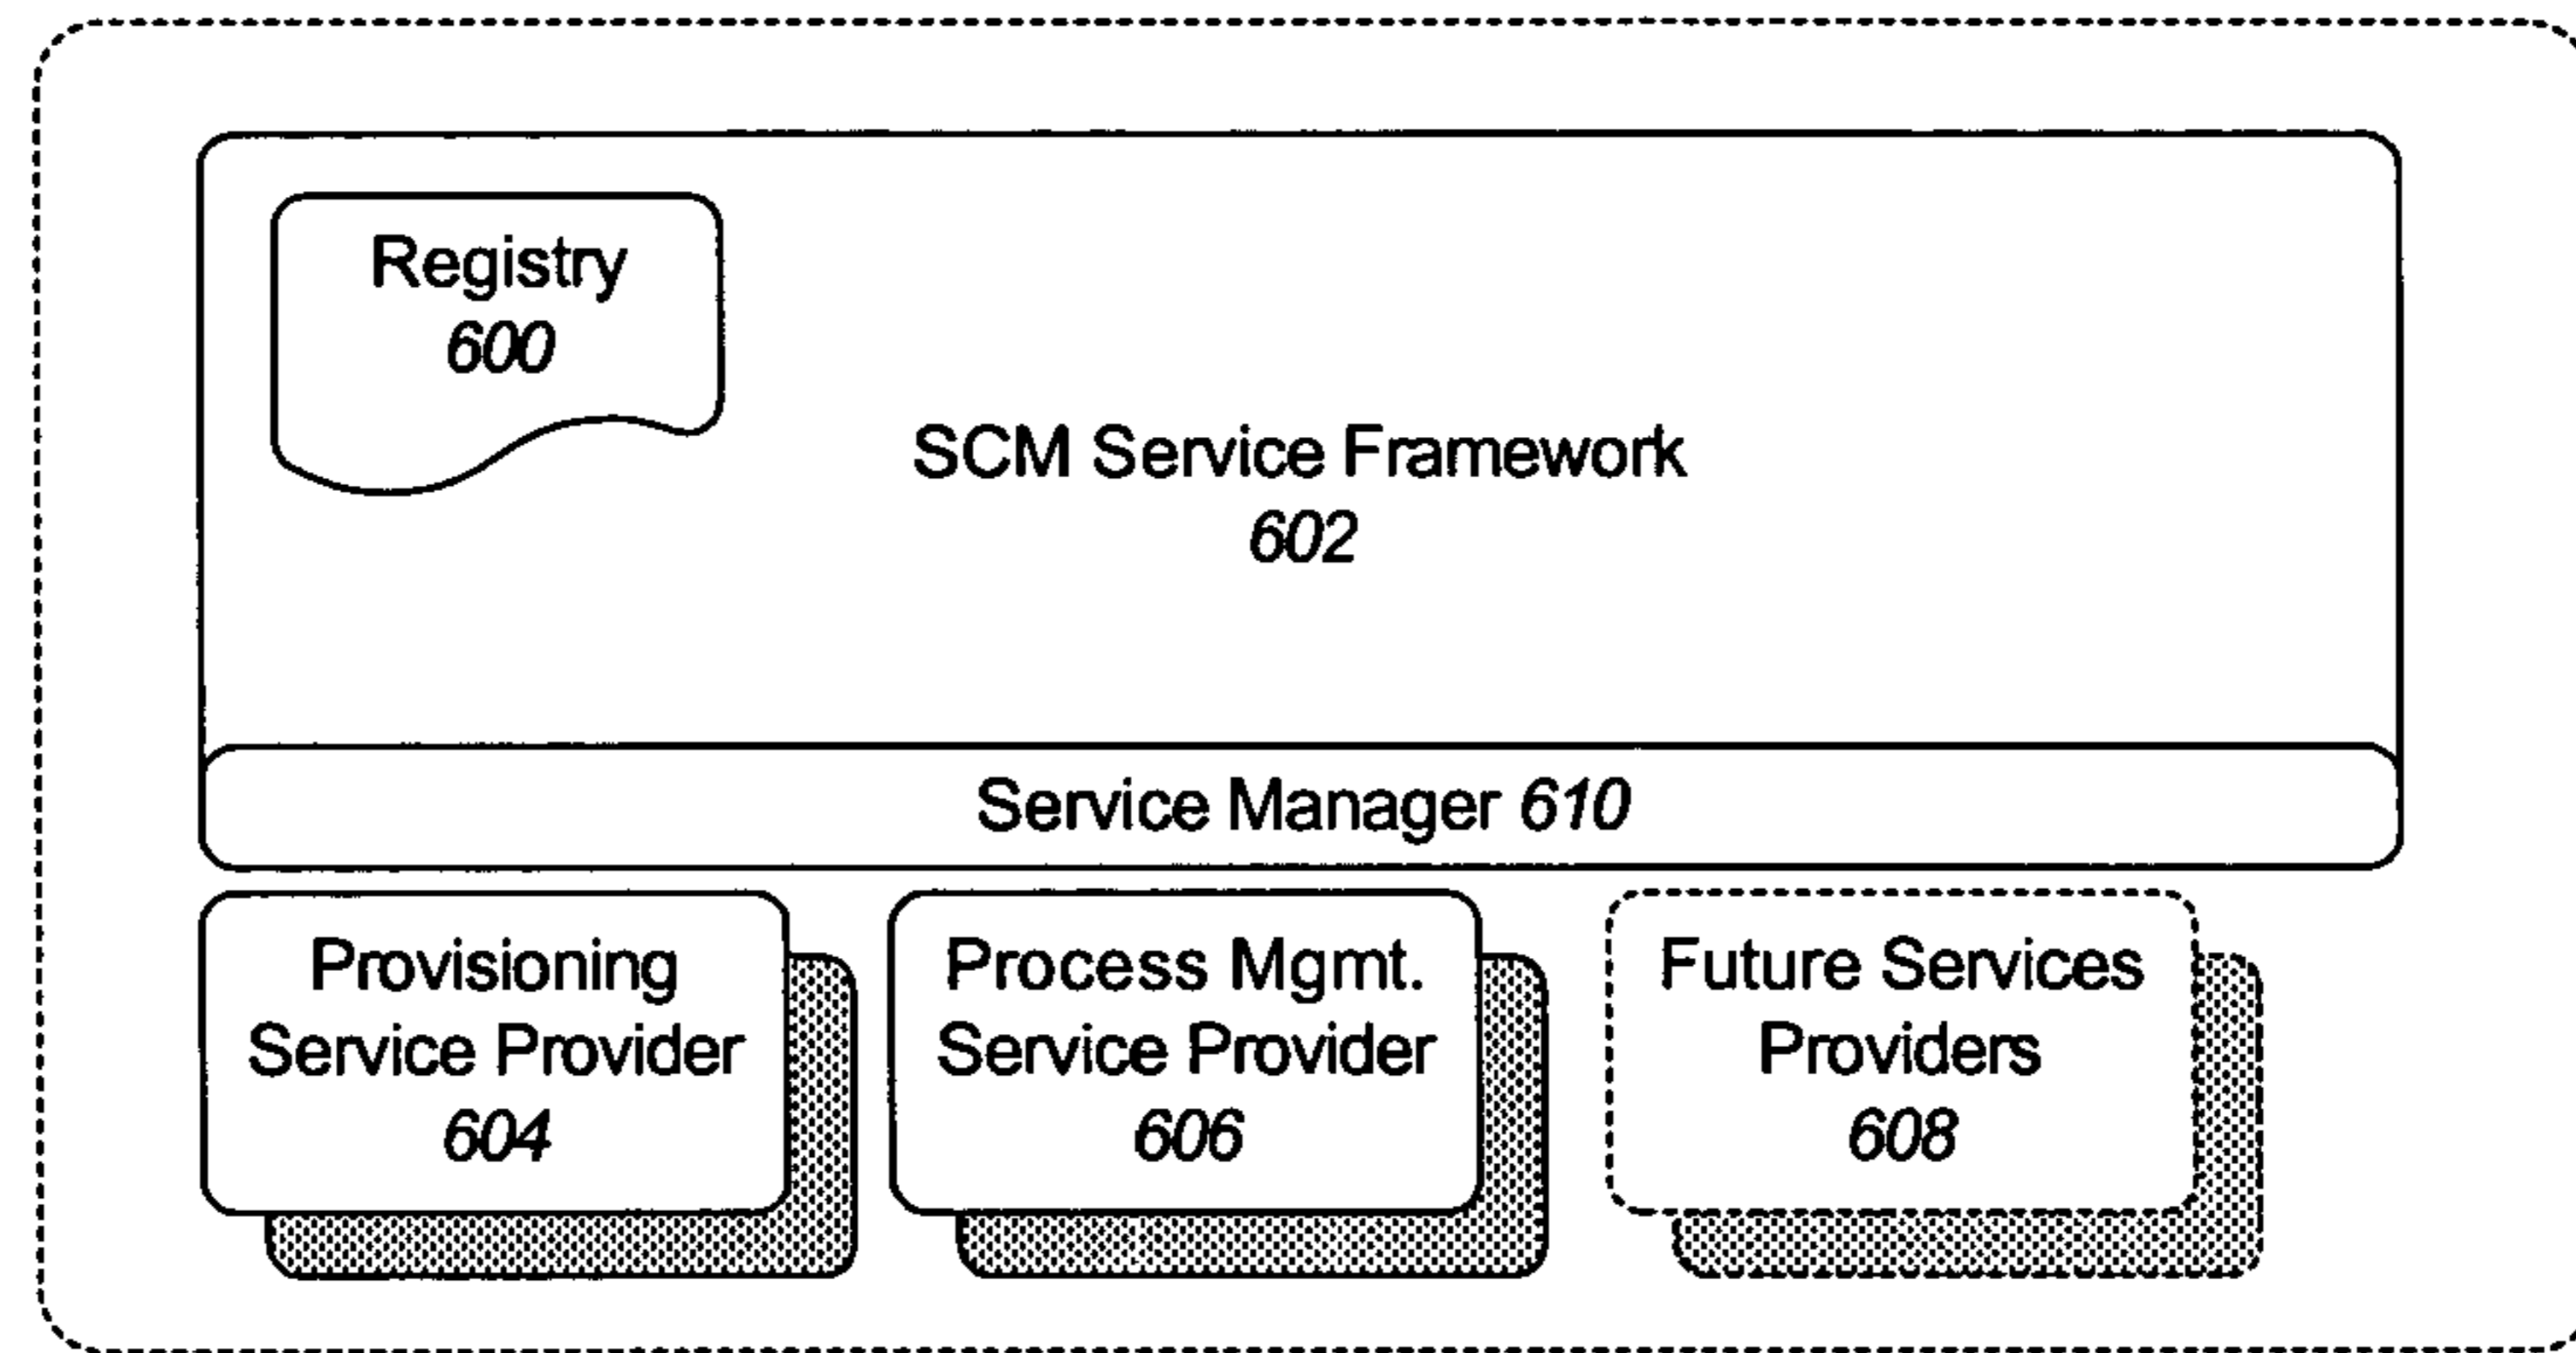 Registry
600
SCM Service Framework
602
Service Manager 610
Provisioning
Service Provider
604
Process Mgmt.
Service Provider
606
Future Services
Providers
608